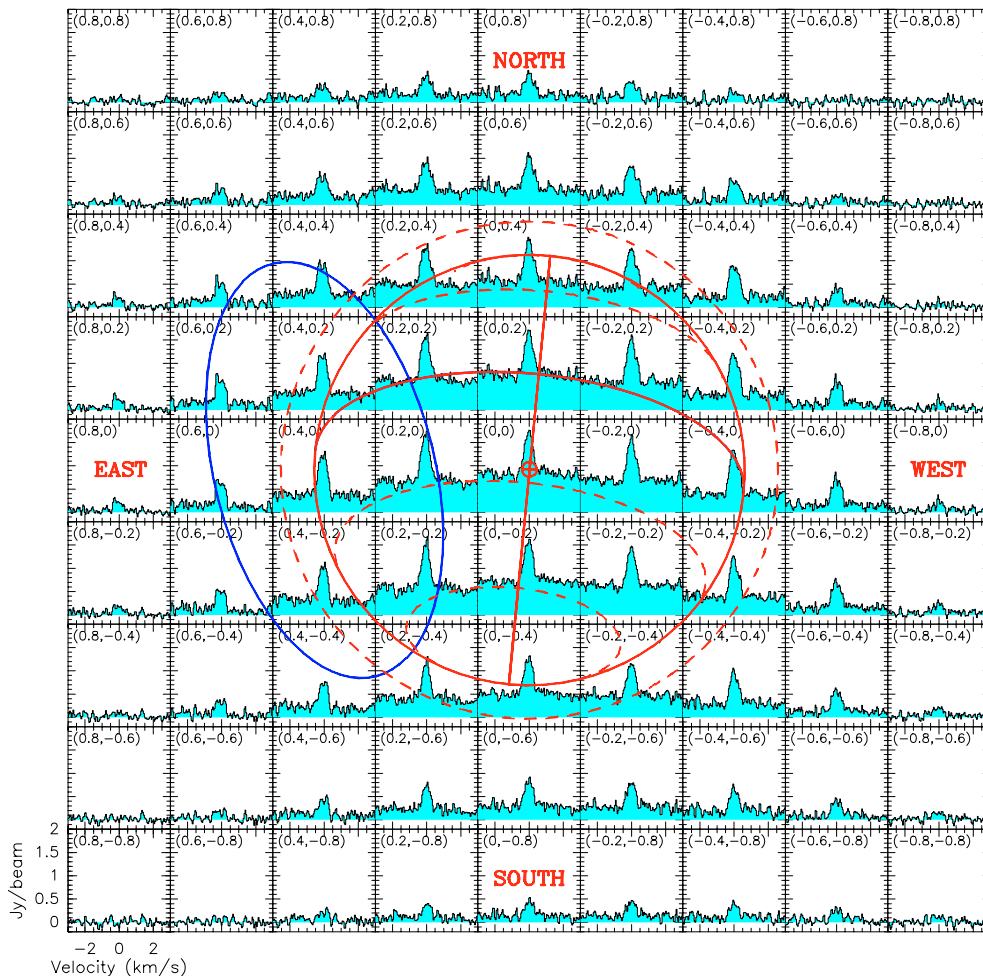 (0.8,0.8) (0.6,0.8) (0.4,0.8) (0.2,0.8) (0,0.8) (−0.2,0.8) (−0.4,0.8) (−0.6,0.8) (−0.8,0.8)
NORTH
(0.8,0.6) (0.6,0.6) (0.4,0.6) (0.2,0.6) (0,0.6) (−0.2,0.6) (−0.4,0.6) (−0.6,0.6) (−0.8,0.6)
(0.8,0.4) (0.6,0.4) (0.4,0.4) (0.2,0.4) (0,0.4) (−0.2,0.4) (−0.4,0.4) (−0.6,0.4) (−0.8,0.4)
(0.8,0.2) (0.6,0.2) (0.4,0.2) (0.2,0.2) (0,0.2) (−0.2,0.2) (−0.4,0.2) (−0.6,0.2) (−0.8,0.2)
(0.8,0) (0.6,0) (0.4,0) (0.2,0) (0,0) (−0.2,0) (−0.4,0) (−0.6,0) (−0.8,0)
EAST WEST
(0.8,−0.2) (0.6,−0.2) (0.4,−0.2) (0.2,−0.2) (0,−0.2) (−0.2,−0.2) (−0.4,−0.2) (−0.6,−0.2) (−0.8,−0.2)
(0.8,−0.4) (0.6,−0.4) (0.4,−0.4) (0.2,−0.4) (0,−0.4) (−0.2,−0.4) (−0.4,−0.4) (−0.6,−0.4) (−0.8,−0.4)
(0.8,−0.6) (0.6,−0.6) (0.4,−0.6) (0.2,−0.6) (0,−0.6) (−0.2,−0.6) (−0.4,−0.6) (−0.6,−0.6) (−0.8,−0.6)
(0.8,−0.8) (0.6,−0.8) (0.4,−0.8) (0.2,−0.8) (0,−0.8) (−0.2,−0.8) (−0.4,−0.8) (−0.6,−0.8) (−0.8,−0.8)
SOUTH
2
1.5
1
0.5
0
Jy/beam
−2 0 2
Velocity (km/s)